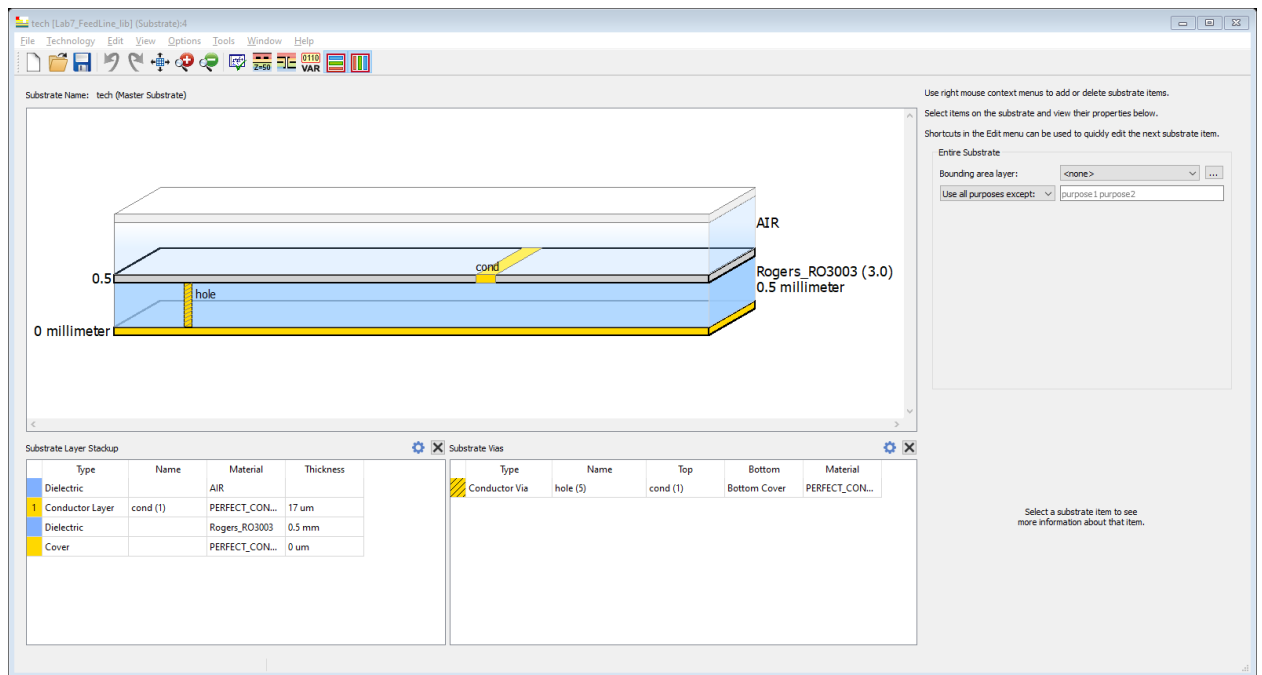 tech [Lab7_FeedLine_lib] (Substrate):4
File Technology Edit View Options Tools Window Help
Z=50
0110
VAR
Substrate Name: tech (Master Substrate)
Use right mouse context menus to add or delete substrate items.
Select items on the substrate and view their properties below.
Shortcuts in the Edit menu can be used to quickly edit the next substrate item.
Entire Substrate
Bounding area layer: <none> ...
Use all purposes except: purpose1 purpose2
AIR
cond
0.5
Rogers_RO3003 (3.0)
0.5 millimeter
hole
0 millimeter
Substrate Layer Stackup
Type Name Material Thickness
Dielectric AIR
1 Conductor Layer cond (1) PERFECT_CON... 17 um
Dielectric Rogers_RO3003 0.5 mm
Cover PERFECT_CON... 0 um
Substrate Vias
Type Name Top Bottom Material
Conductor Via hole (5) cond (1) Bottom Cover PERFECT_CON...
Select a substrate item to see
more information about that item.